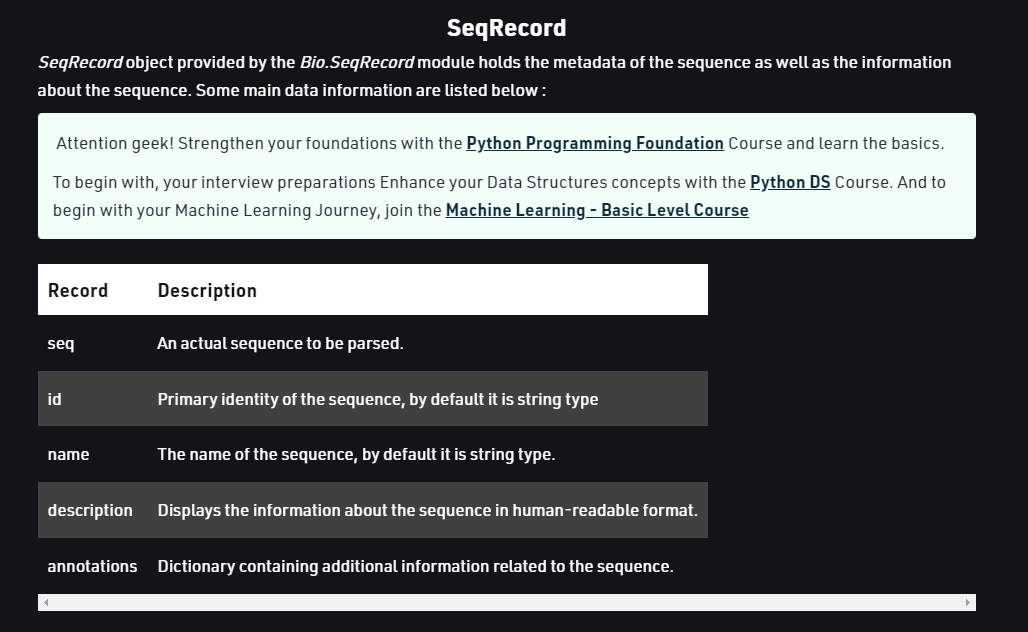 SeqRecord
SeqRecord object provided by the Bio.SeqRecord module holds the metadata of the sequence as well as the information
about the sequence. Some main data information are listed below :
Attention geek! Strengthen your foundations with the Python Programming Foundation Course and learn the basics.
To begin with, your interview preparations Enhance your Data Structures concepts with the Python DS Course. And to
begin with your Machine Learning Journey, join the Machine Learning - Basic Level Course
Record Description
seq An actual sequence to be parsed.
id Primary identity of the sequence, by default it is string type
name The name of the sequence, by default it is string type.
description Displays the information about the sequence in human-readable format.
annotations Dictionary containing additional information related to the sequence.